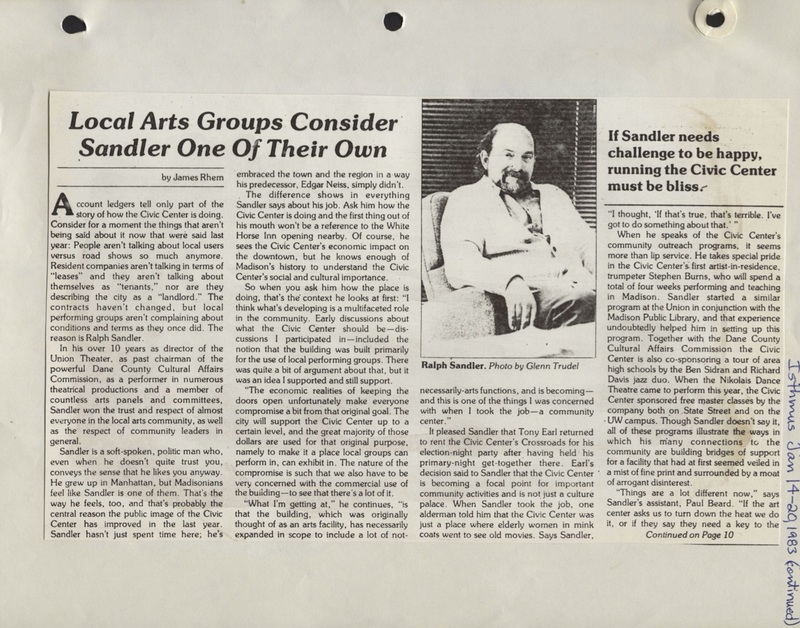 Local Arts Groups Consider
Sandler One Of Their Own
by James Rhem
Account ledgers tell only part of the
story of how the Civic Center is doing.
Consider for a moment the things that aren't
being said about it now that were said last
year: People aren't talking about local users
versus road shows so much anymore.
Resident companies aren't talking in terms of
"leases" and they aren't talking about
themselves as "tenants," nor are they
describing the city as a "landlord." The
contracts haven't changed, but local
performing groups aren't complaining about
conditions and terms as they once did. The
reason is Ralph Sandler.
In his over 10 years as director of the
Union Theater, as past chairman of the
powerful Dane County Cultural Affairs
Commission, as a performer in numerous
theatrical productions and a member of
countless arts panels and committees,
Sandler won the trust and respect of almost
everyone in the local arts community, as well
as the respect of community leaders in
general.
Sandler is a soft-spoken, politic man who,
even when he doesn't quite trust you,
conveys the sense that he likes you anyway.
He grew up in Manhattan, but Madisonians
feel like Sandler is one of them. That's the
way he feels, too, and that's probably the
central reason the public image of the Civic
Center has improved in the last year.
Sandler hasn't just spent time here; he's
embraced the town and the region in a way
his predecessor, Edgar Neiss, simply didn't.
The difference shows in everything
Sandler says about his job. Ask him how the
Civic Center is doing and the first thing out of
his mouth won't be a reference to the White
Horse Inn opening nearby. Of course, he
sees the Civic Center's economic impact on
the downtown, but he knows enough of
Madison's history to understand the Civic
Center's social and cultural importance.
So when you ask him how the place is
doing, that's the context he looks at first: "I
think what's developing is a multifaceted role
in the community. Early discussions about
what the Civic Center should be—dis-
cussions I participated in—included the
notion that the building was built primarily
for the use of local performing groups. There
was quite a bit of argument about that, but it
was an idea I supported and still support.
"The economic realities of keeping the
doors open unfortunately make everyone
compromise a bit from that original goal. The
city will support the Civic Center up to a
certain level, and the great majority of those
dollars are used for that original purpose,
namely to make it a place local groups can
perform in, can exhibit in. The nature of the
compromise is such that we also have to be
very concerned with the commercial use of
the building—to see that there's a lot of it.
"What I'm getting at," he continues, "is
that the building, which was originally
thought of as an arts facility, has necessarily
expanded in scope to include a lot of not-
Ralph Sandler. Photo by Glenn Trudel
necessarily-arts functions, and is becoming—
and this is one of the things I was concerned
with when I took the job—a community
center."
It pleased Sandler that Tony Earl returned
to rent the Civic Center's Crossroads for his
election-night party after having held his
primary-night get-together there. Earl's
decision said to Sandler that the Civic Center
is becoming a focal point for important
community activities and is not just a culture
palace. When Sandler took the job, one
alderman told him that the Civic Center was
just a place where elderly women in mink
coats went to see old movies. Says Sandler,
If Sandler needs
challenge to be happy,
running the Civic Center
must be bliss.
"I thought, 'If that's true, that's terrible. I've
got to do something about that.' "
When he speaks of the Civic Center's
community outreach programs, it seems
more than lip service. He takes special pride
in the Civic Center's first artist-in-residence,
trumpeter Stephen Burns, who will spend a
total of four weeks performing and teaching
in Madison. Sandler started a similar
program at the Union in conjunction with the
Madison Public Library, and that experience
undoubtedly helped him in setting up this
program. Together with the Dane County
Cultural Affairs Commission the Civic
Center is also co-sponsoring a tour of area
high schools by the Ben Sidran and Richard
Davis jazz duo. When the Nikolais Dance
Theatre came to perform this year, the Civic
Center sponsored free master classes by the
company both on State Street and on the
UW campus. Though Sandler doesn't say it,
all of these programs illustrate the ways in
which his many connections in the
community are building bridges of support
for a facility that had at first seemed veiled in
a mist of fine print and surrounded by a moat
of arrogant disinterest.
"Things are a lot different now," says
Sandler's assistant, Paul Beard. "If the art
center asks us to turn down the heat we do
it, or if they say they need a key to the
Continued on Page 10
Isthmus Jan 14-20, 1983 (continued)